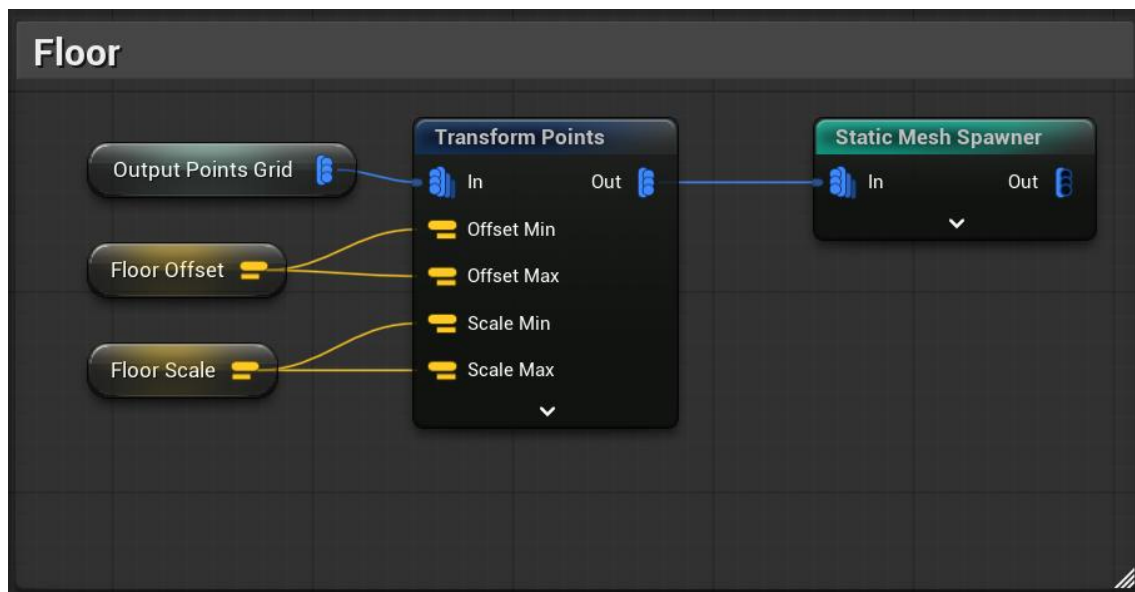 Floor
Output Points Grid
Floor Offset
Floor Scale
Transform Points
In Out
Offset Min
Offset Max
Scale Min
Scale Max
Static Mesh Spawner
In Out